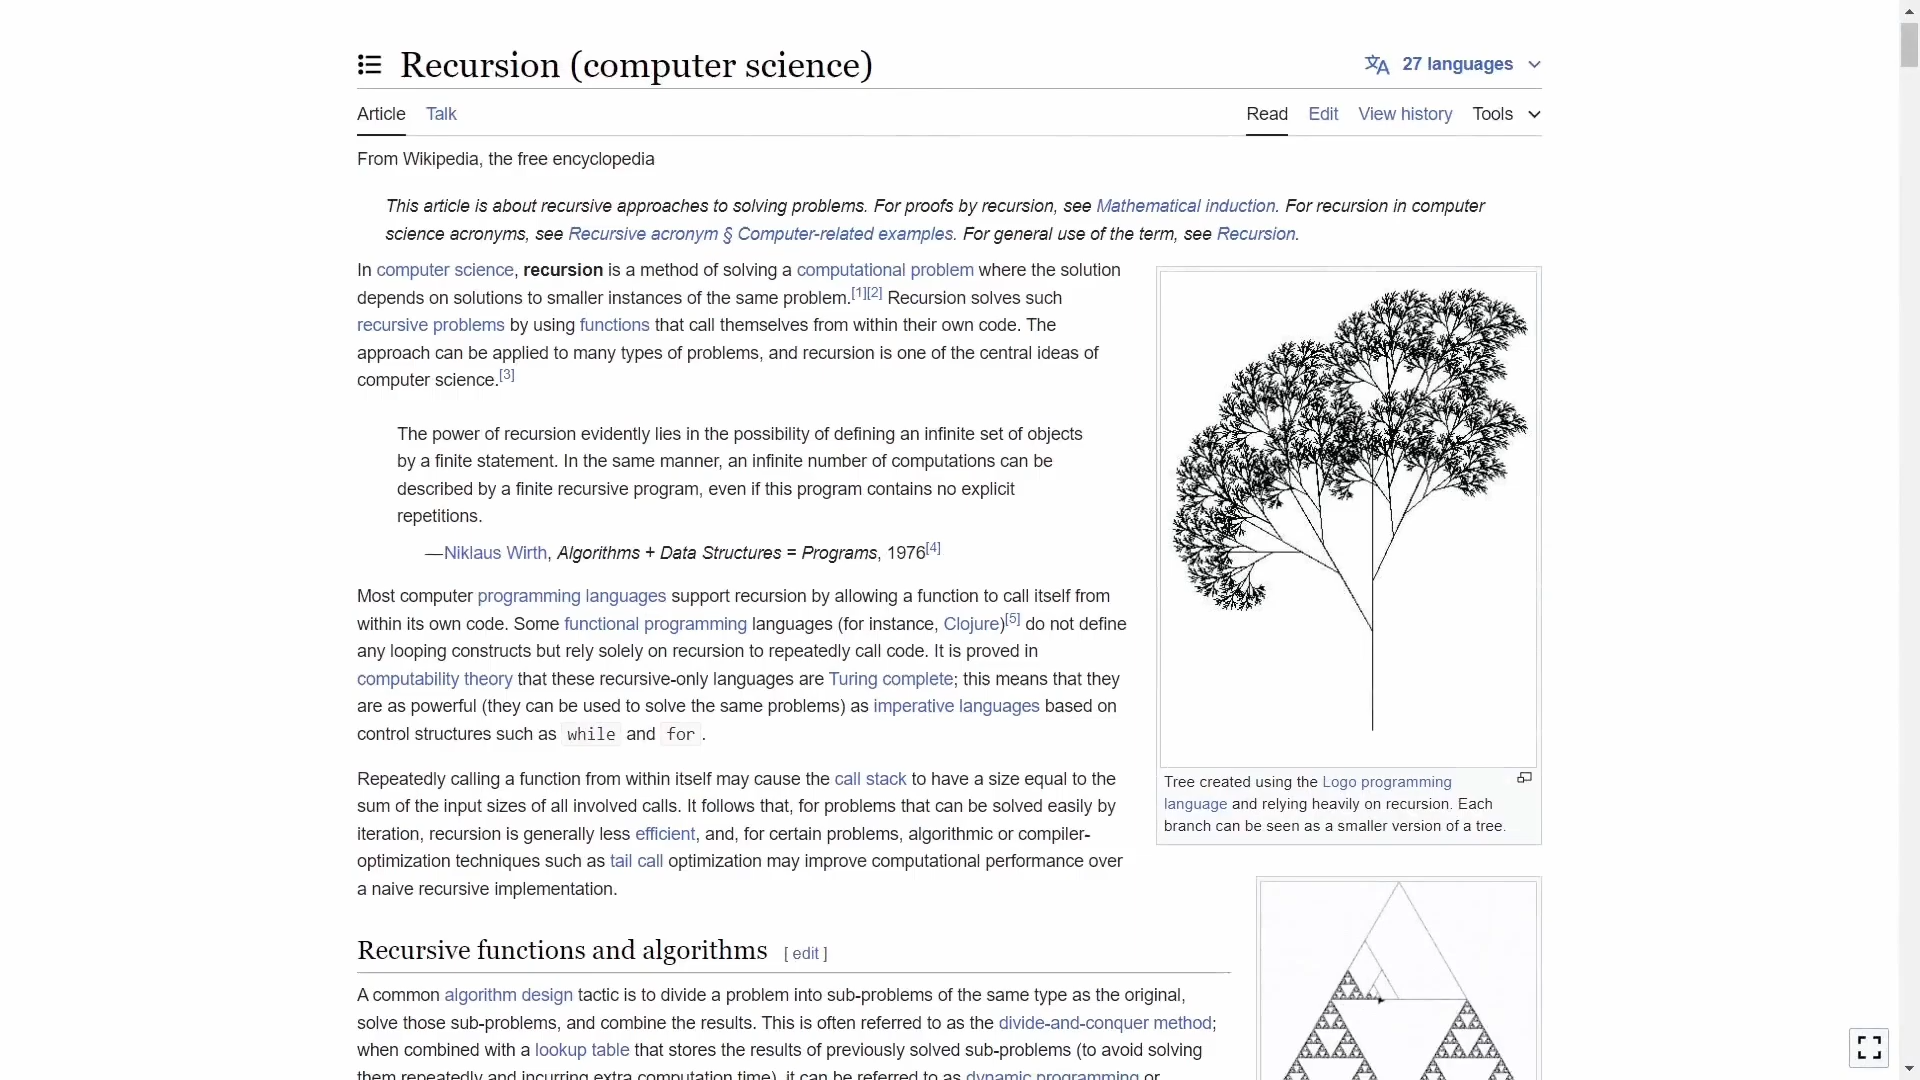 Recursion (computer science)
27 languages
Article Talk
Read Edit View history Tools
From Wikipedia, the free encyclopedia
This article is about recursive approaches to solving problems. For proofs by recursion, see Mathematical induction. For recursion in computer
science acronyms, see Recursive acronym § Computer-related examples. For general use of the term, see Recursion.
In computer science, recursion is a method of solving a computational problem where the solution
depends on solutions to smaller instances of the same problem.[1][2] Recursion solves such
recursive problems by using functions that call themselves from within their own code. The
approach can be applied to many types of problems, and recursion is one of the central ideas of
computer science.[3]
The power of recursion evidently lies in the possibility of defining an infinite set of objects
by a finite statement. In the same manner, an infinite number of computations can be
described by a finite recursive program, even if this program contains no explicit
repetitions.
—Niklaus Wirth, Algorithms + Data Structures = Programs, 1976[4]
Most computer programming languages support recursion by allowing a function to call itself from
within its own code. Some functional programming languages (for instance, Clojure)[5] do not define
any looping constructs but rely solely on recursion to repeatedly call code. It is proved in
computability theory that these recursive-only languages are Turing complete; this means that they
are as powerful (they can be used to solve the same problems) as imperative languages based on
control structures such as while and for.
Repeatedly calling a function from within itself may cause the call stack to have a size equal to the
sum of the input sizes of all involved calls. It follows that, for problems that can be solved easily by
iteration, recursion is generally less efficient, and, for certain problems, algorithmic or compiler-
optimization techniques such as tail call optimization may improve computational performance over
a naive recursive implementation.
Tree created using the Logo programming
language and relying heavily on recursion. Each
branch can be seen as a smaller version of a tree.
Recursive functions and algorithms [ edit ]
A common algorithm design tactic is to divide a problem into sub-problems of the same type as the original,
solve those sub-problems, and combine the results. This is often referred to as the divide-and-conquer method;
when combined with a lookup table that stores the results of previously solved sub-problems (to avoid solving
them repeatedly and incurring extra computation time), it can be referred to as dynamic programming or